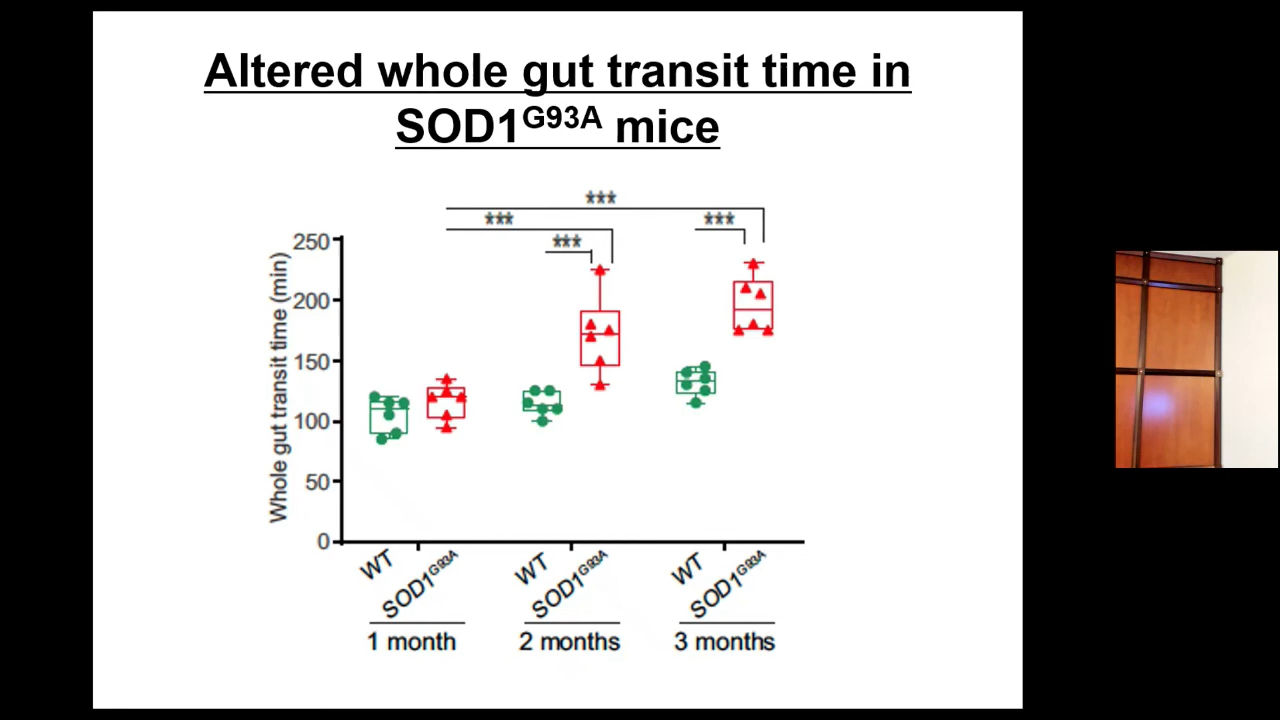 Altered whole gut transit time in
SOD1G93A mice
***
***
***
***
Whole gut transit time (min)
250
200
150
100
50
0
WT
SOD1G93A
WT
SOD1G93A
WT
SOD1G93A
1 month
2 months
3 months